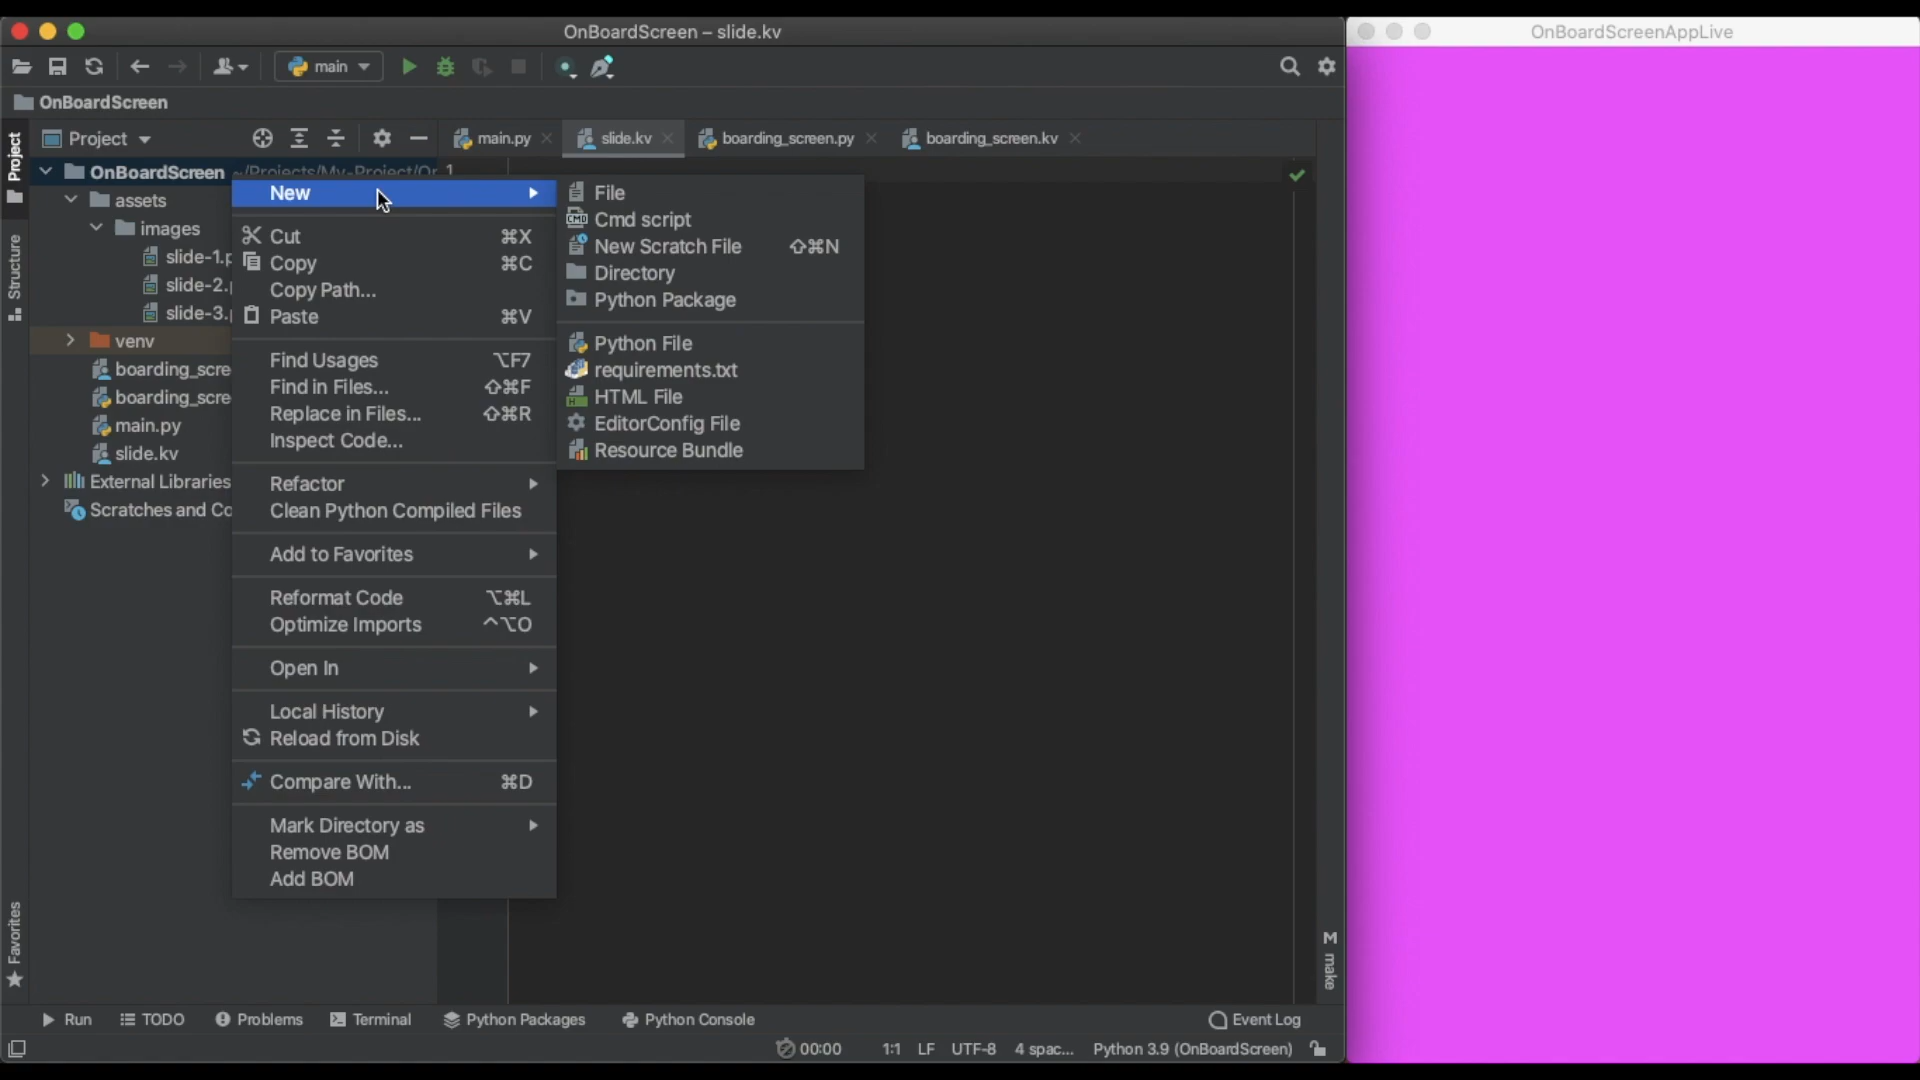 OnBoardScreen – slide.kv
OnBoardScreenAppLive
main
OnBoardScreen
Project
main.py
slide.kv
boarding_screen.py
boarding_screen.kv
Project
Structure
Favorites
OnBoardScreen ~/Projects/My-Project/Or
1
assets
images
slide-1.p
slide-2.
slide-3.
venv
boarding_scre
boarding_scre
main.py
slide.kv
External Libraries
Scratches and Co
New
Cut ⌘X
Copy ⌘C
Copy Path...
Paste ⌘V
Find Usages ⌥F7
Find in Files... ⇧⌘F
Replace in Files... ⇧⌘R
Inspect Code...
Refactor
Clean Python Compiled Files
Add to Favorites
Reformat Code ⌥⌘L
Optimize Imports ^⌥O
Open In
Local History
Reload from Disk
Compare With... ⌘D
Mark Directory as
Remove BOM
Add BOM
File
Cmd script
New Scratch File ⇧⌘N
Directory
Python Package
Python File
requirements.txt
HTML File
EditorConfig File
Resource Bundle
M make
Run
TODO
Problems
Terminal
Python Packages
Python Console
Event Log
00:00
1:1
LF
UTF-8
4 spac...
Python 3.9 (OnBoardScreen)